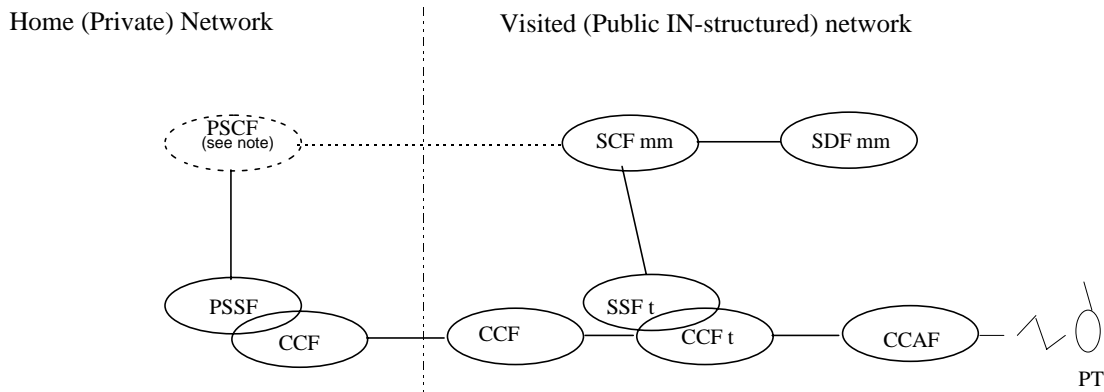 Home (Private) Network
Visited (Public IN-structured) network
PSCF
(see note)
SCF mm
SDF mm
PSSF
SSF t
CCF
CCF
CCF t
CCAF
PT